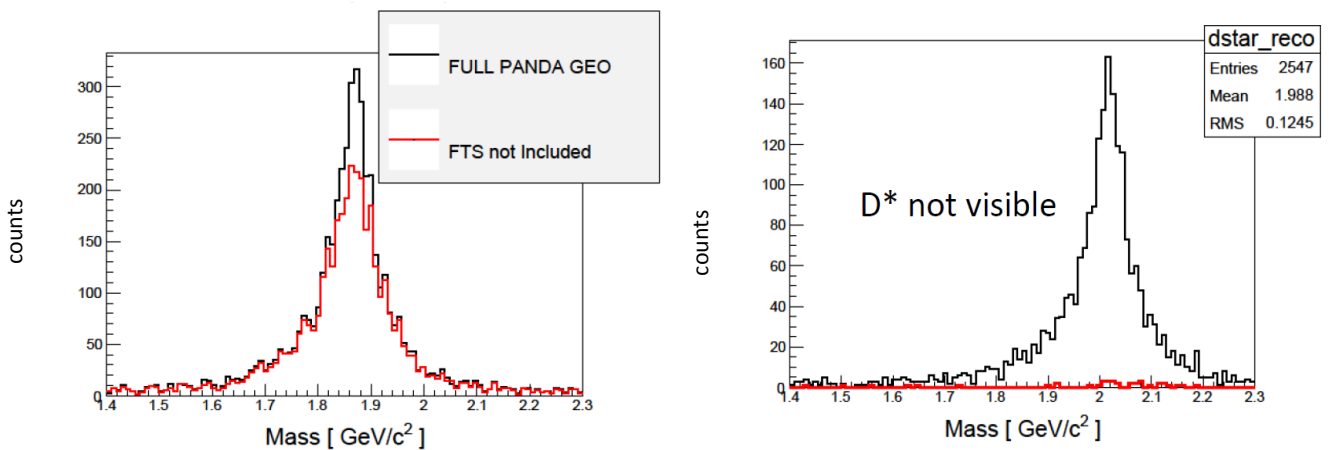 FULL PANDA GEO
FTS not Included
counts
300
250
200
150
100
50
0
1.4 1.5 1.6 1.7 1.8 1.9 2 2.1 2.2 2.3
Mass [ GeV/c2 ]
dstar_reco
Entries 2547
Mean 1.988
RMS 0.1245
D* not visible
counts
160
140
120
100
80
60
40
20
0
1.4 1.5 1.6 1.7 1.8 1.9 2 2.1 2.2 2.3
Mass [ GeV/c2 ]